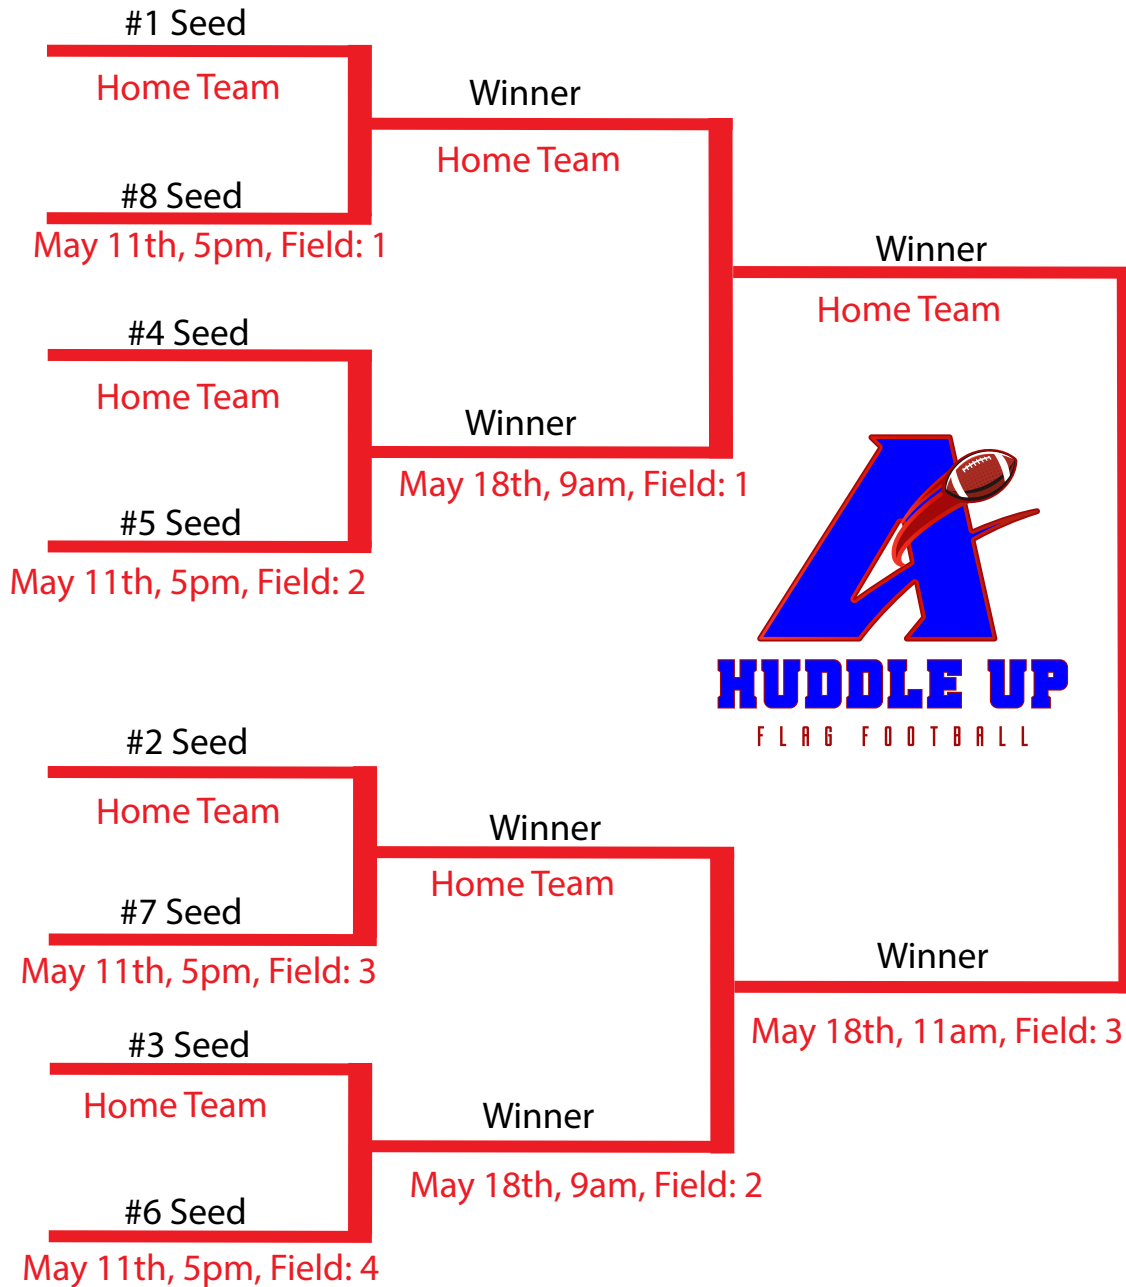 #1 Seed
Home Team
#8 Seed
May 11th, 5pm, Field: 1
#4 Seed
Home Team
#5 Seed
May 11th, 5pm, Field: 2
#2 Seed
Home Team
#7 Seed
May 11th, 5pm, Field: 3
#3 Seed
Home Team
#6 Seed
May 11th, 5pm, Field: 4
Winner
Home Team
Winner
May 18th, 9am, Field: 1
Winner
Home Team
Winner
May 18th, 9am, Field: 2
Winner
Home Team
HUDDLE UP
FLAG FOOTBALL
Winner
May 18th, 11am, Field: 3